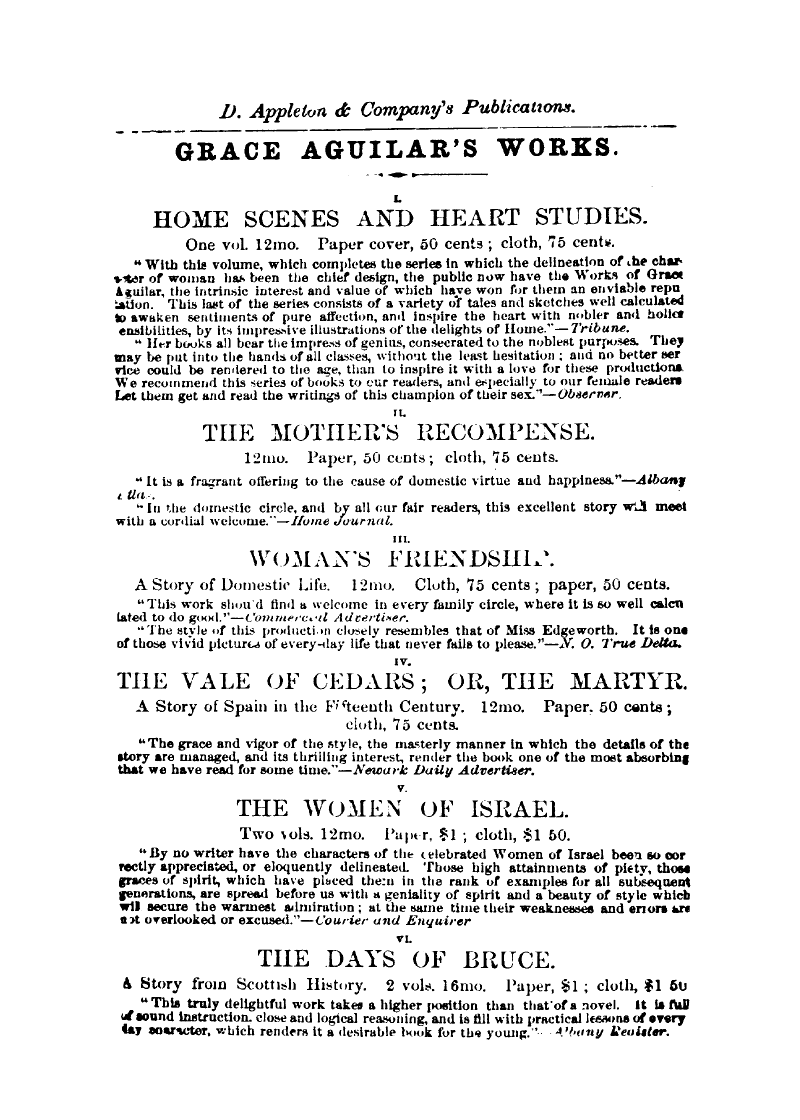 D. Appleton & Company's Publications.
GRACE AGUILAR'S WORKS.
I.
HOME SCENES AND HEART STUDIES.
One vol. 12mo. Paper cover, 50 cents; cloth, 75 cents.
"With this volume, which completes the series in which the delineation of the char-
of woman has been the chief design, the public now have the Works of Grace
Aguilar, the intrinsic interest and value of which have won for them an enviable repu
tation. This last of the series consists of a variety of tales and sketches well calculated
to awaken sentiments of pure affection, and inspire the heart with nobler and holier
ensibilities, by its impressive illustrations of the delights of Home."—Tribune.
"Her books all bear the impress of genius, consecrated to the noblest purposes. They
may be put into the hands of all classes, without the least hesitation; and no better ser
vice could be rendered to the age, than to inspire it with a love for these productions.
We recommend this series of books to our readers, and especially to our female readers
Let them get and read the writings of this champion of their sex."—Observer.
II.
THE MOTHER'S RECOMPENSE.
12mo. Paper, 50 cents; cloth, 75 cents.
"It is a fragrant offering to the cause of domestic virtue and happiness."—Albany
"In the domestic circle, and by all our fair readers, this excellent story will meet
with a cordial welcome."—Home Journal.
III.
WOMAN'S FRIENDSHIP.
A Story of Domestic Life. 12mo. Cloth, 75 cents; paper, 50 cents.
"This work should find a welcome in every family circle, where it is so well calcu
lated to do good."—Commercial Advertiser.
"The style of this production closely resembles that of Miss Edgeworth. It is one
of those vivid pictures of every-day life that never fails to please."—N. O. True Delta.
IV.
THE VALE OF CEDARS; OR, THE MARTYR.
A Story of Spain in the Fifteenth Century. 12mo. Paper, 50 cents;
cloth, 75 cents.
"The grace and vigor of the style, the masterly manner in which the details of the
story are managed, and its thrilling interest, render the book one of the most absorbing
that we have read for some time."—Newark Daily Advertiser.
V.
THE WOMEN OF ISRAEL.
Two vols. 12mo. Paper, $1; cloth, $1 50.
"By no writer have the characters of the celebrated Women of Israel been so cor
rectly appreciated, or eloquently delineated. Those high attainments of piety, those
graces of spirit, which have placed them in the rank of examples for all subsequent
generations, are spread before us with a geniality of spirit and a beauty of style which
will secure the warmest admiration; at the same time their weaknesses and errors are
not overlooked or excused."—Courier and Enquirer
VI.
THE DAYS OF BRUCE.
A Story from Scottish History. 2 vols. 16mo. Paper, $1; cloth, $1 50
"This truly delightful work takes a higher position than that of a novel. It is full
of sound instruction, close and logical reasoning, and is fill with practical lessons of every
day character, which renders it a desirable book for the young."—Albany Register.